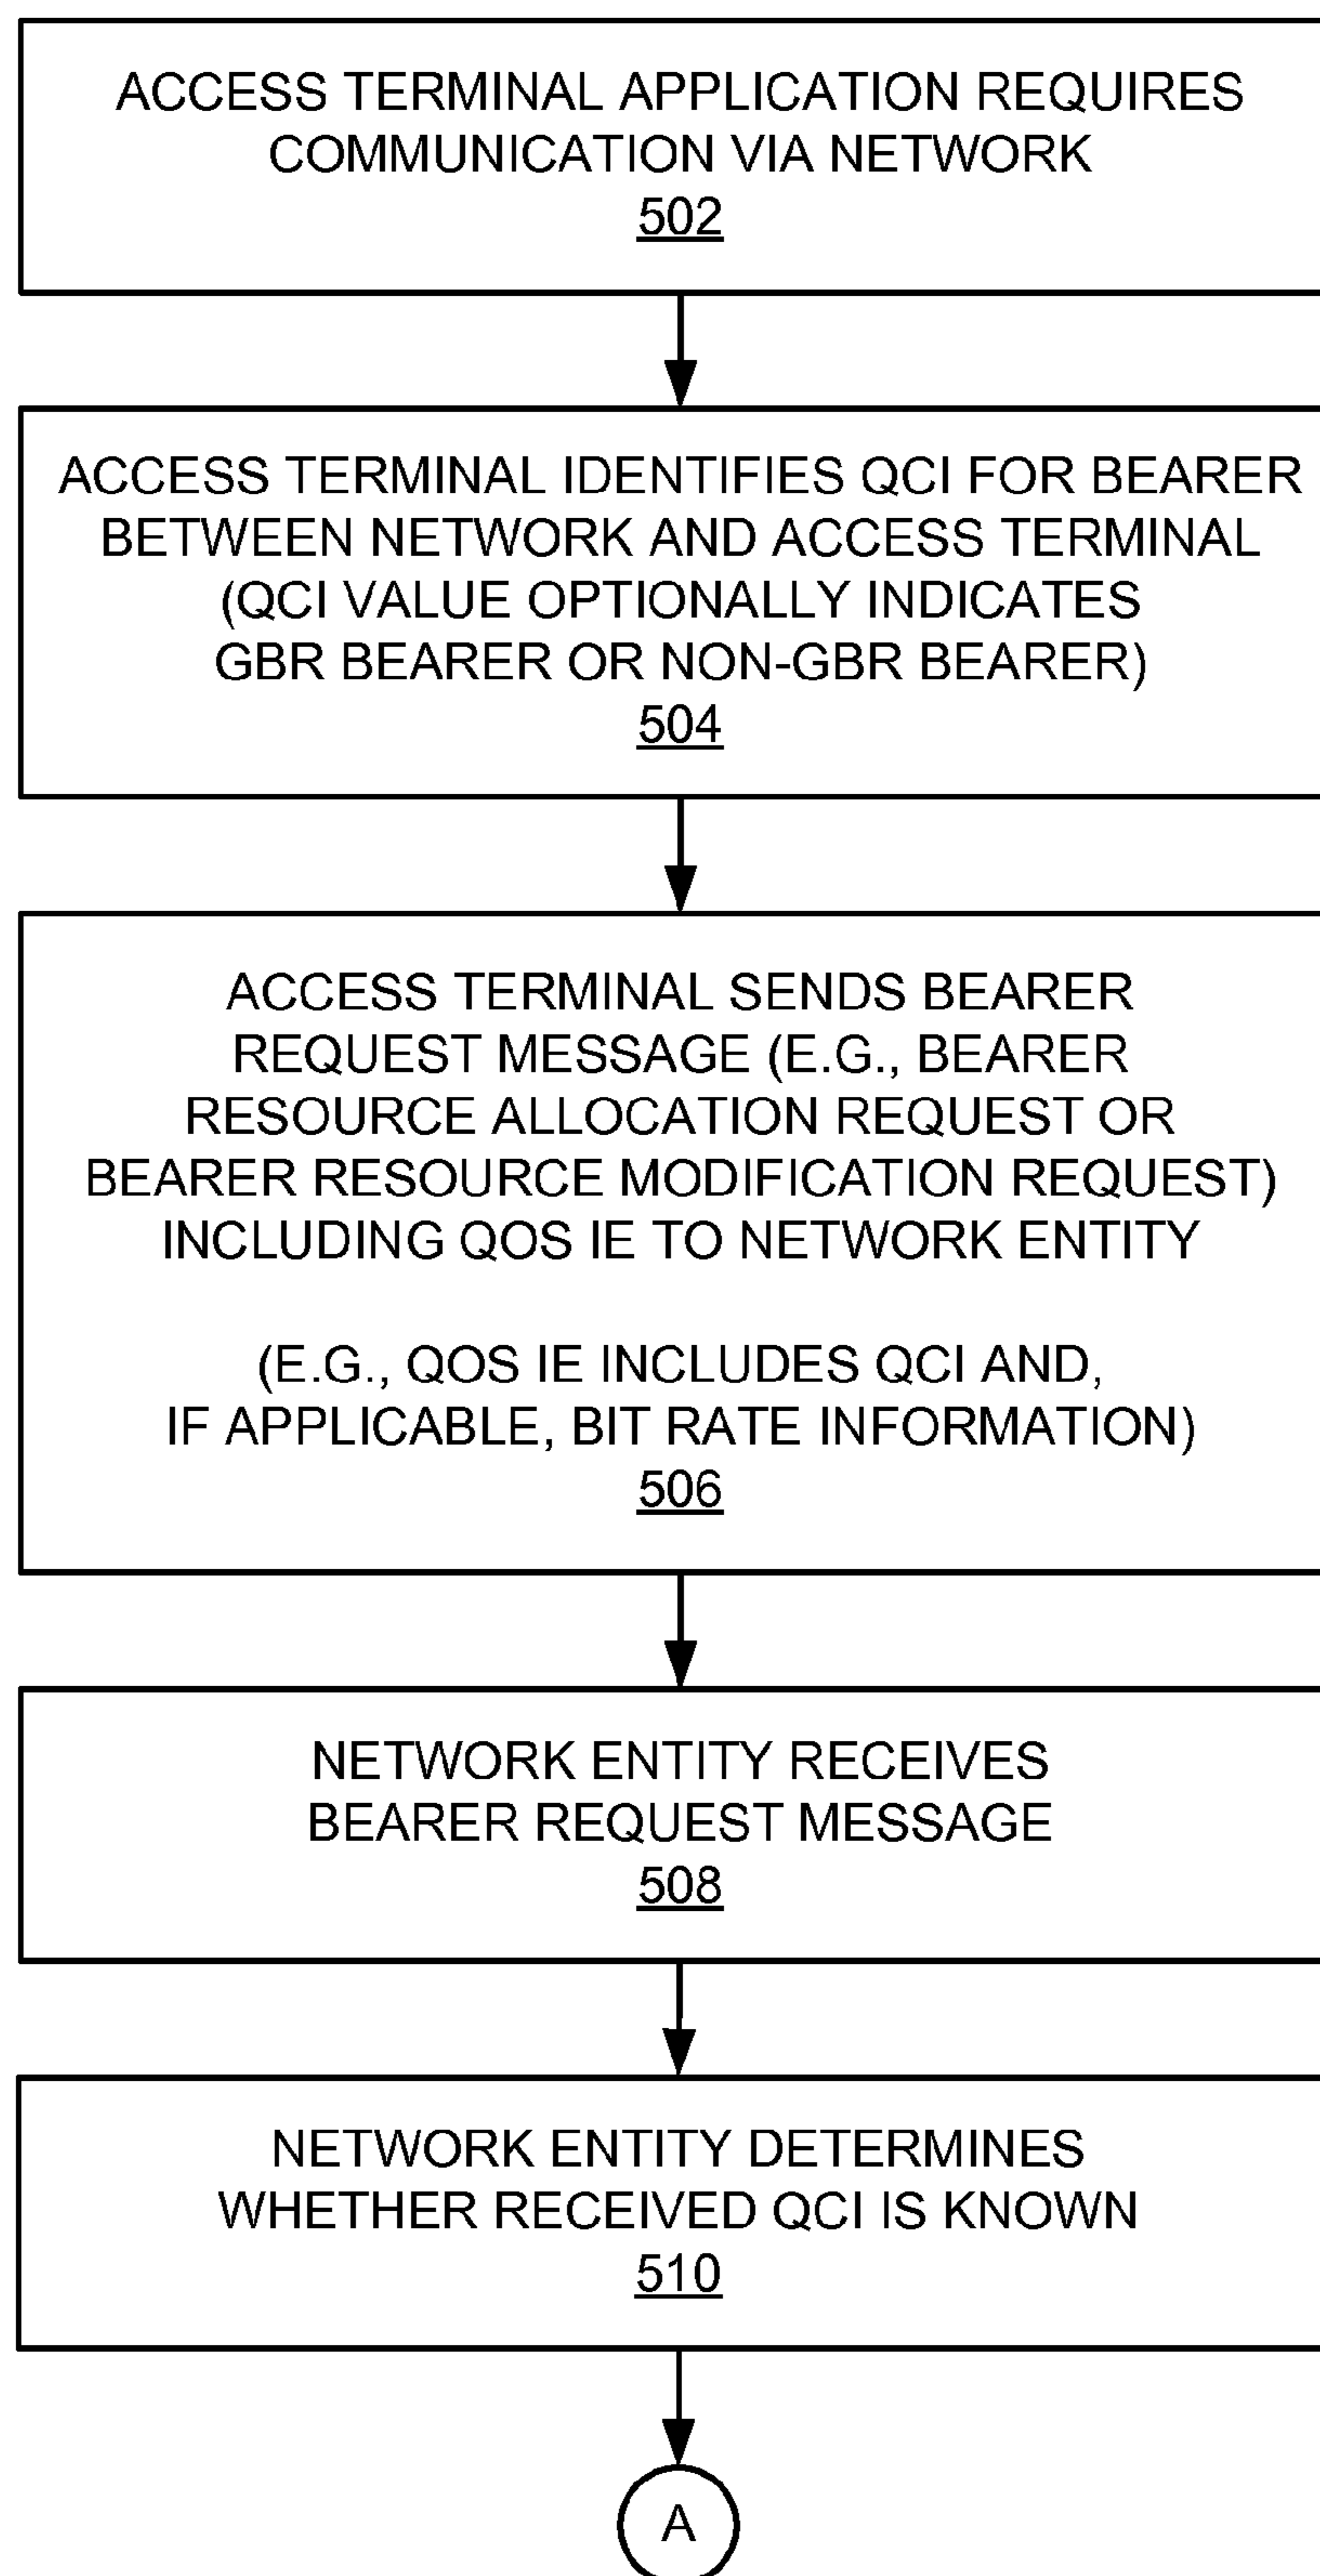 ACCESS TERMINAL APPLICATION REQUIRES
COMMUNICATION VIA NETWORK
502
ACCESS TERMINAL IDENTIFIES QCI FOR BEARER
BETWEEN NETWORK AND ACCESS TERMINAL
(QCI VALUE OPTIONALLY INDICATES
GBR BEARER OR NON-GBR BEARER)
504
ACCESS TERMINAL SENDS BEARER
REQUEST MESSAGE (E.G., BEARER
RESOURCE ALLOCATION REQUEST OR
BEARER RESOURCE MODIFICATION REQUEST)
INCLUDING QOS IE TO NETWORK ENTITY
(E.G., QOS IE INCLUDES QCI AND,
IF APPLICABLE, BIT RATE INFORMATION)
506
NETWORK ENTITY RECEIVES
BEARER REQUEST MESSAGE
508
NETWORK ENTITY DETERMINES
WHETHER RECEIVED QCI IS KNOWN
510
A